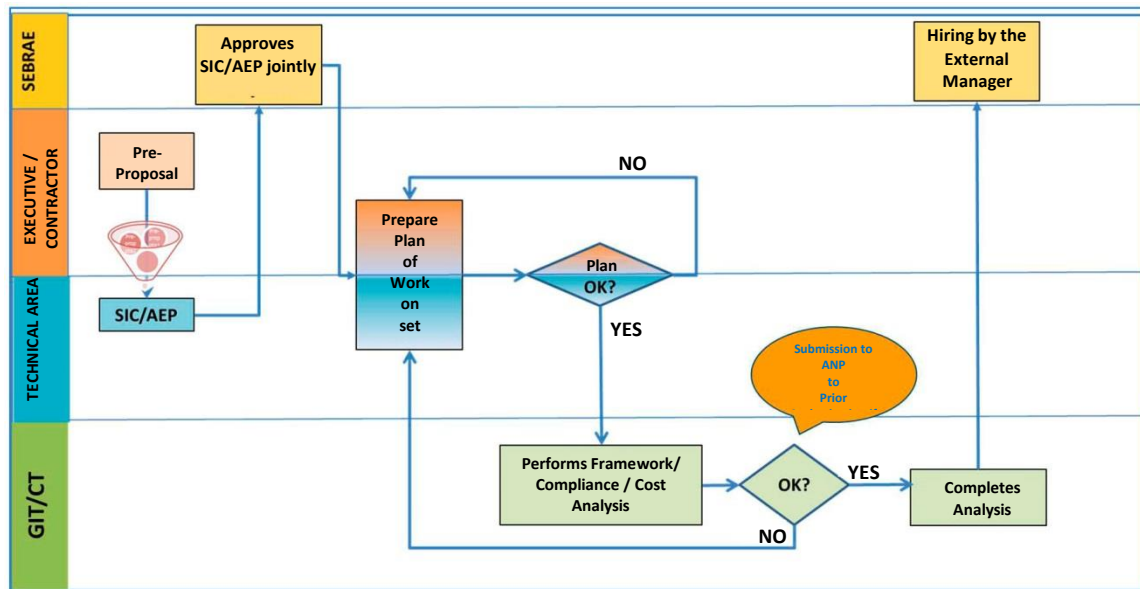 SEBRAE
Approves
SIC/AEP jointly
Hiring by the
External
Manager
EXECUTIVE /
CONTRACTOR
Pre-
Proposal
NO
Prepare
Plan
of
Work
on
set
Plan
OK?
TECHNICAL AREA
SIC/AEP
YES
Submission to
ANP
to
Prior
GIT/CT
Performs Framework/
Compliance / Cost
Analysis
OK?
YES
Completes
Analysis
NO